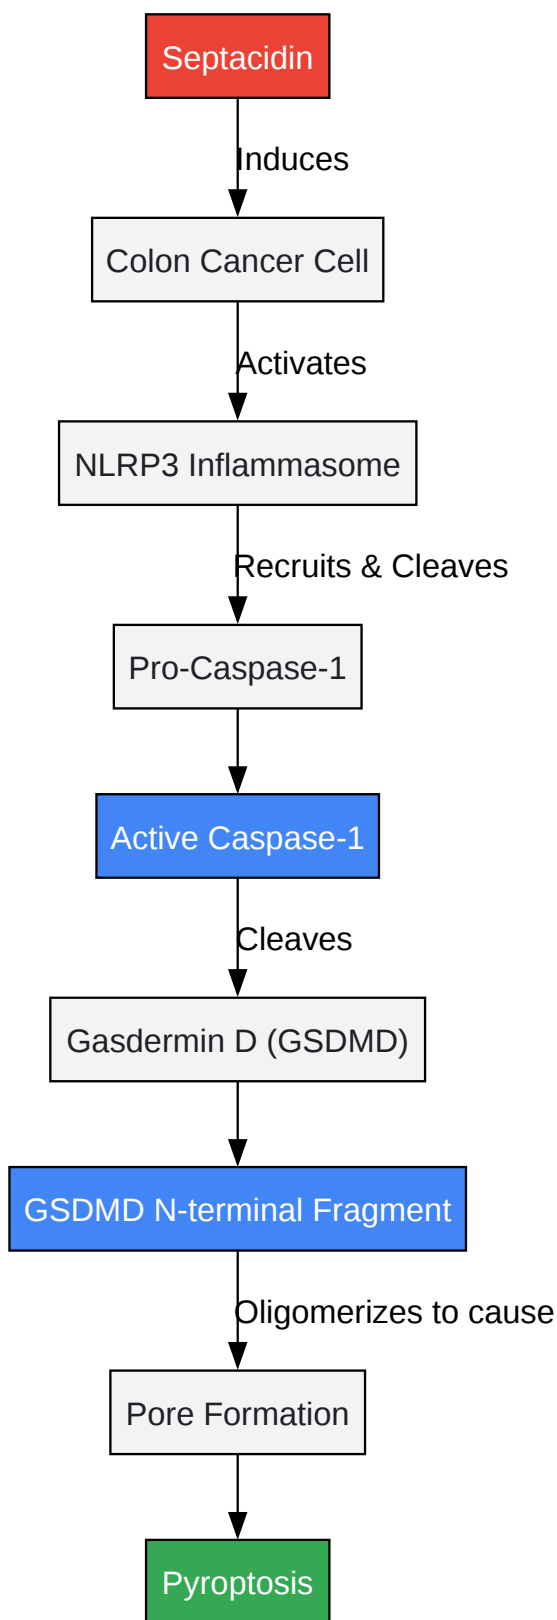 Septacidin
Induces
Colon Cancer Cell
Activates
NLRP3 Inflammasome
Recruits & Cleaves
Pro-Caspase-1
Active Caspase-1
Cleaves
Gasdermin D (GSDMD)
GSDMD N-terminal Fragment
Oligomerizes to cause
Pore Formation
Pyroptosis